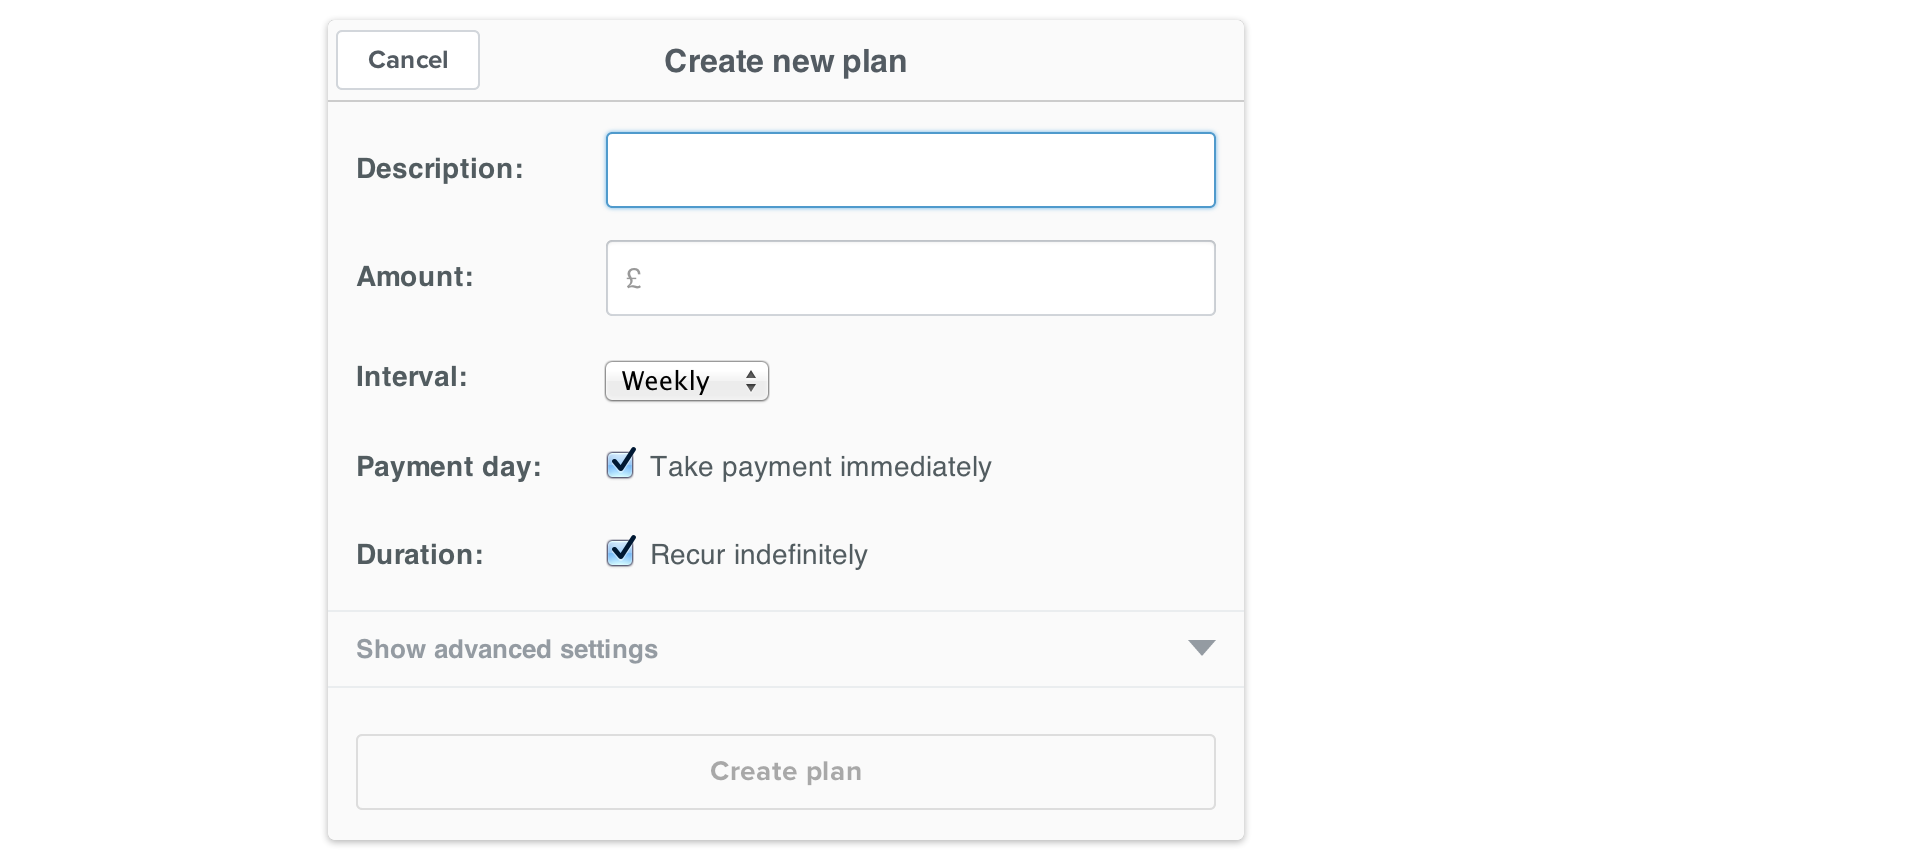 Cancel
Create new plan
Description:
Amount: £
Interval: Weekly
Payment day: Take payment immediately
Duration: Recur indefinitely
Show advanced settings
Create plan